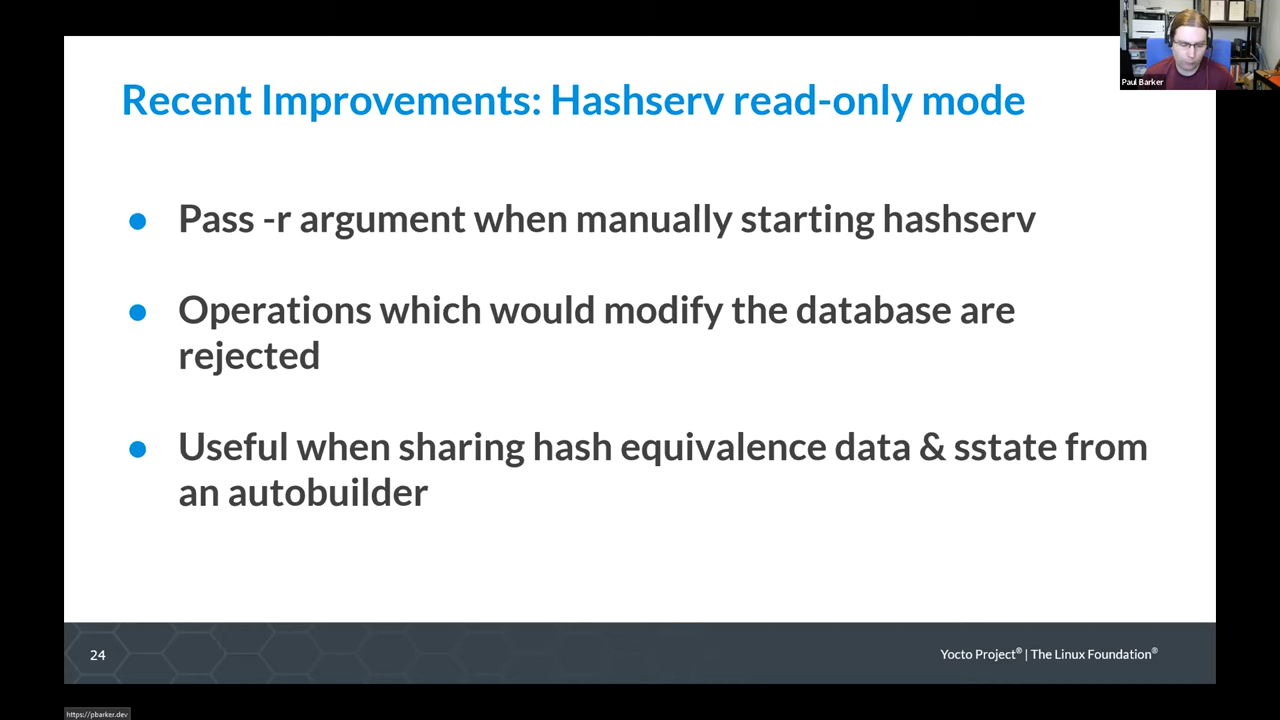 Recent Improvements: Hashserv read-only mode
Paul Barker
● Pass -r argument when manually starting hashserv
● Operations which would modify the database are
rejected
● Useful when sharing hash equivalence data & sstate from
an autobuilder
24
Yocto Project® | The Linux Foundation®
https://pbarker.dev